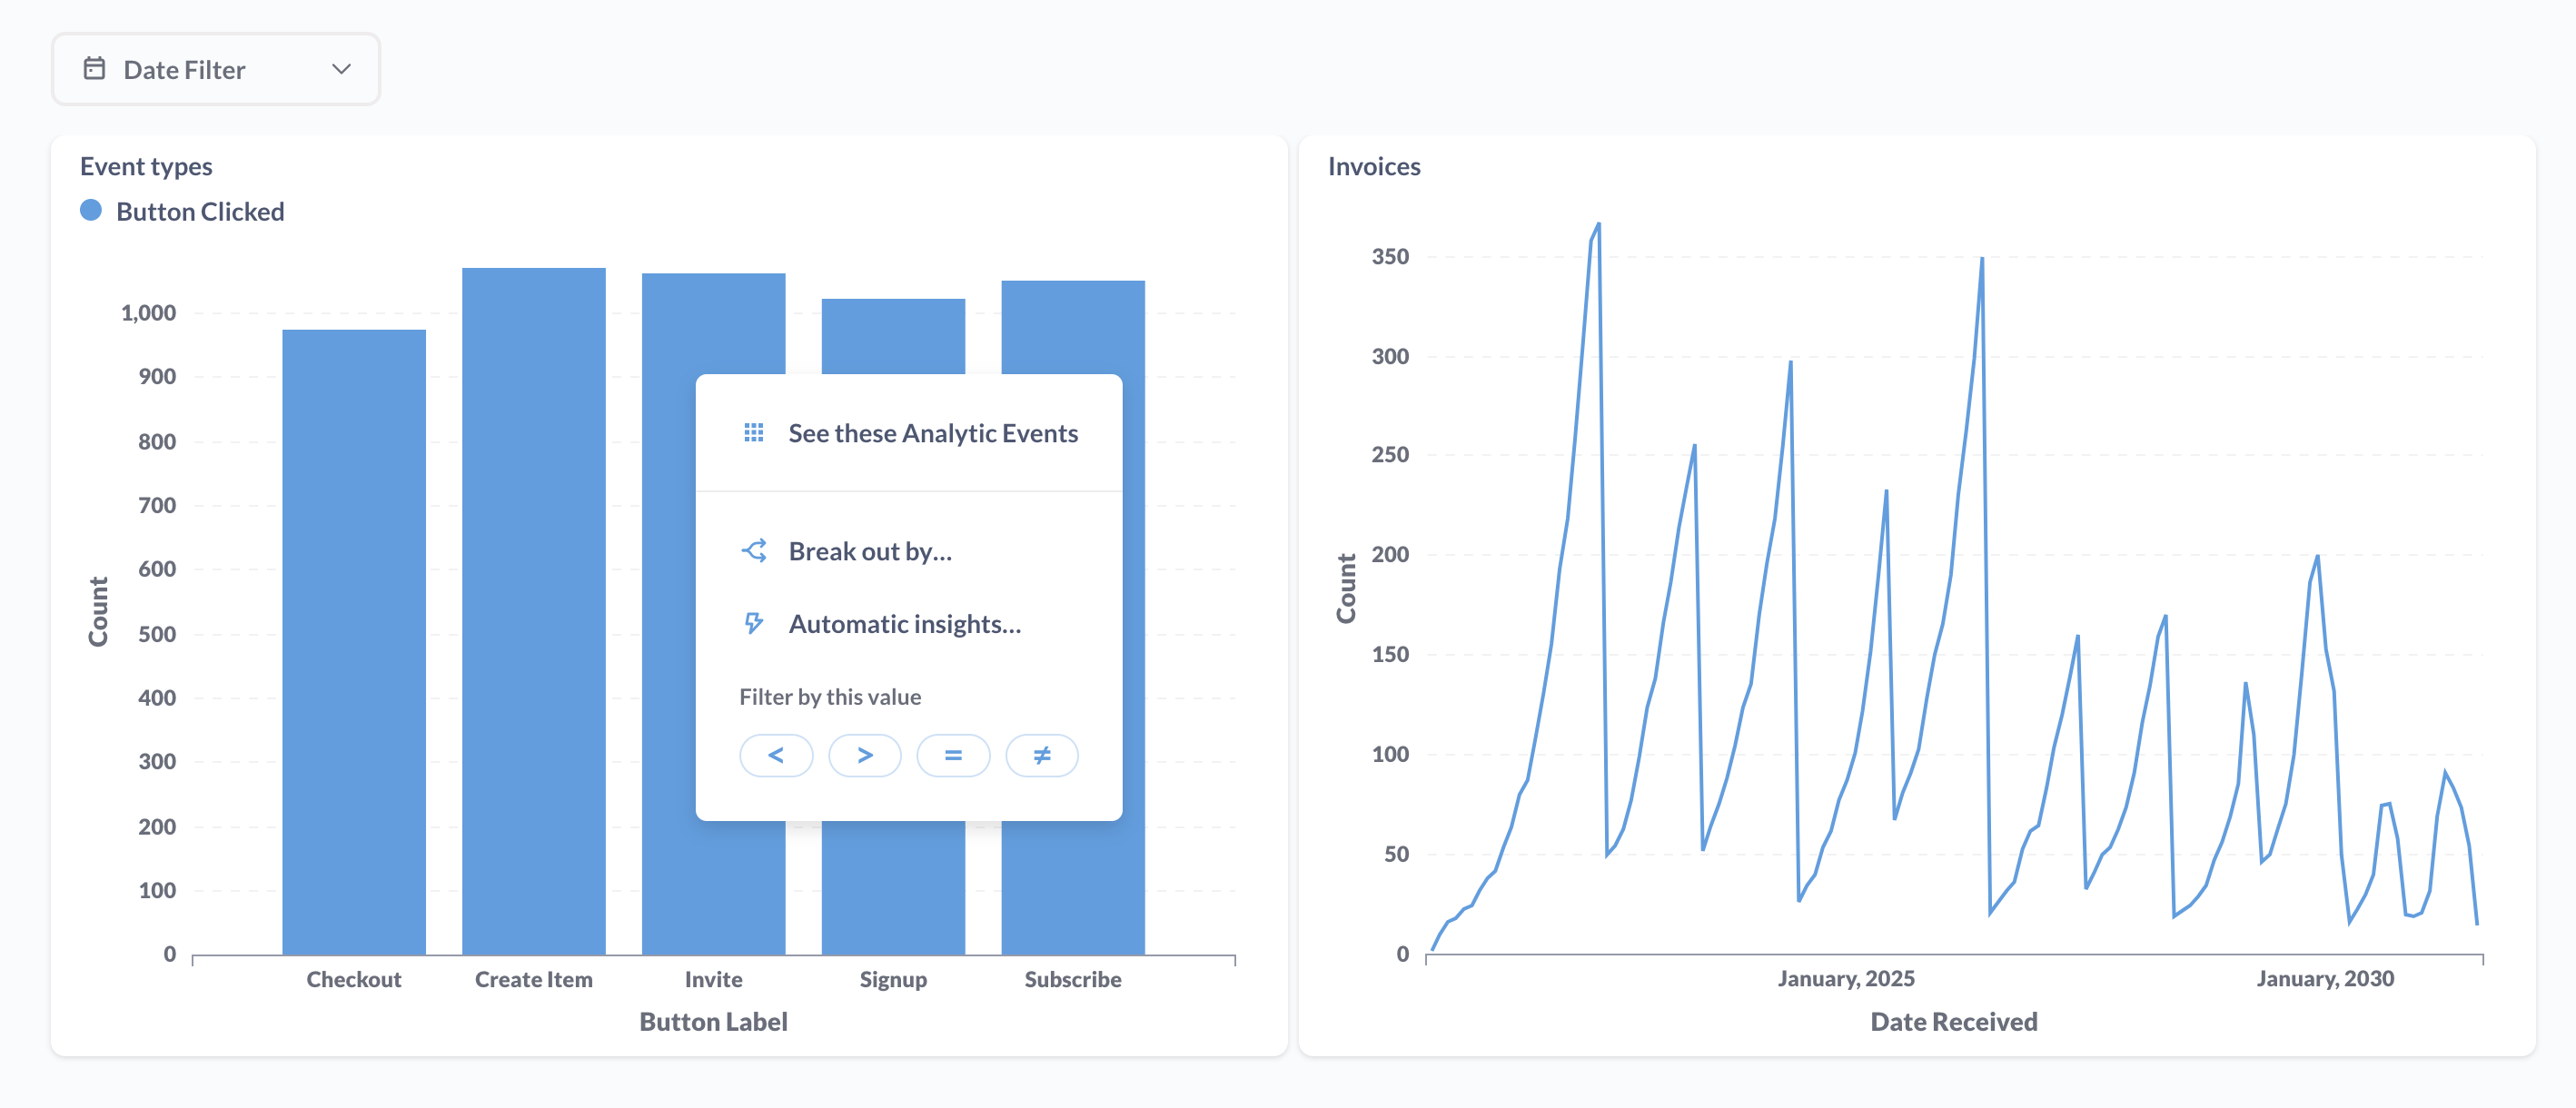 Date Filter
Event types
Button Clicked
Count
1,000
900
800
700
600
500
400
300
200
100
0
Checkout Create Item Invite Signup Subscribe
Button Label
See these Analytic Events
Break out by...
Automatic insights...
Filter by this value
< > = ≠
Invoices
Count
350
300
250
200
150
100
50
0
January, 2025 January, 2030
Date Received